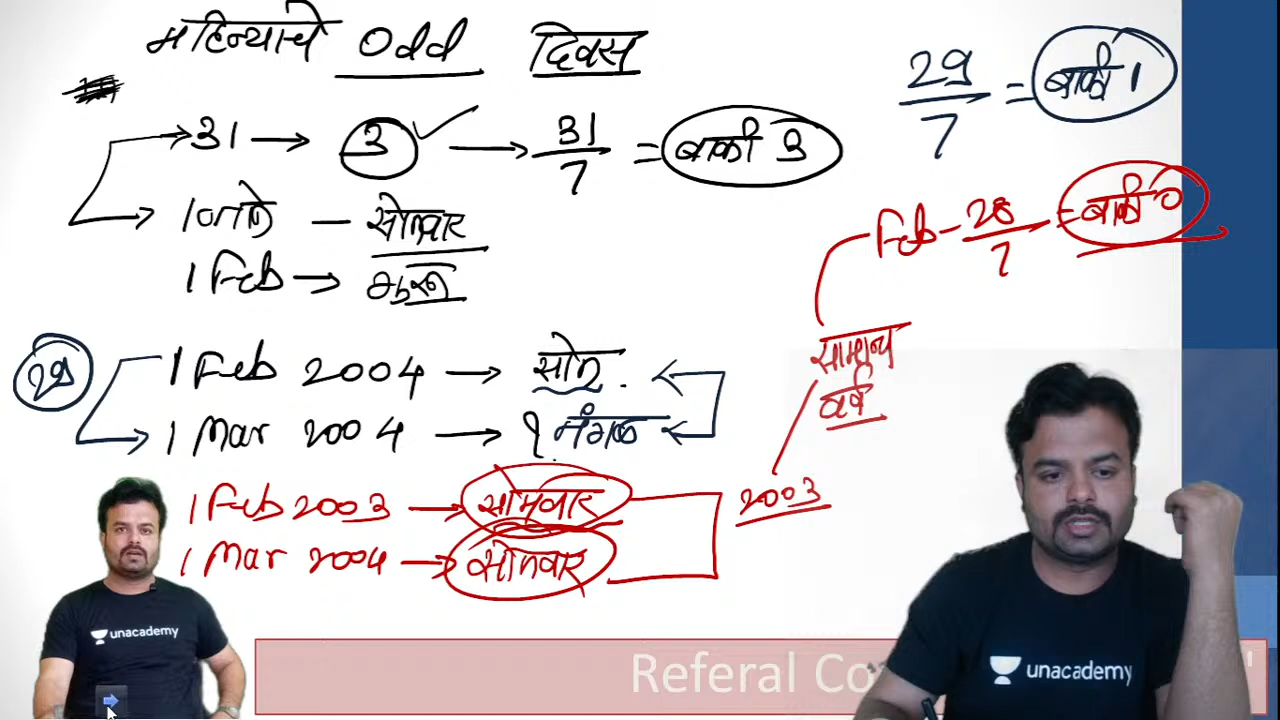 महिन्याचे Odd दिवस
31 → 3 → 31/7 = बाकी 3
1 जाने - सोमवार
1 Feb →
29
1 Feb 2004 → सोम.
1 Mar 2004 → मंगळ
1 Feb 2003 → सोमवार
1 Mar 2004 → सोमवार
29/7 = बाकी 1
Feb - 28/7 = बाकी 0
सामान्य
वर्ष
2003
unacademy
unacademy
Referal Co